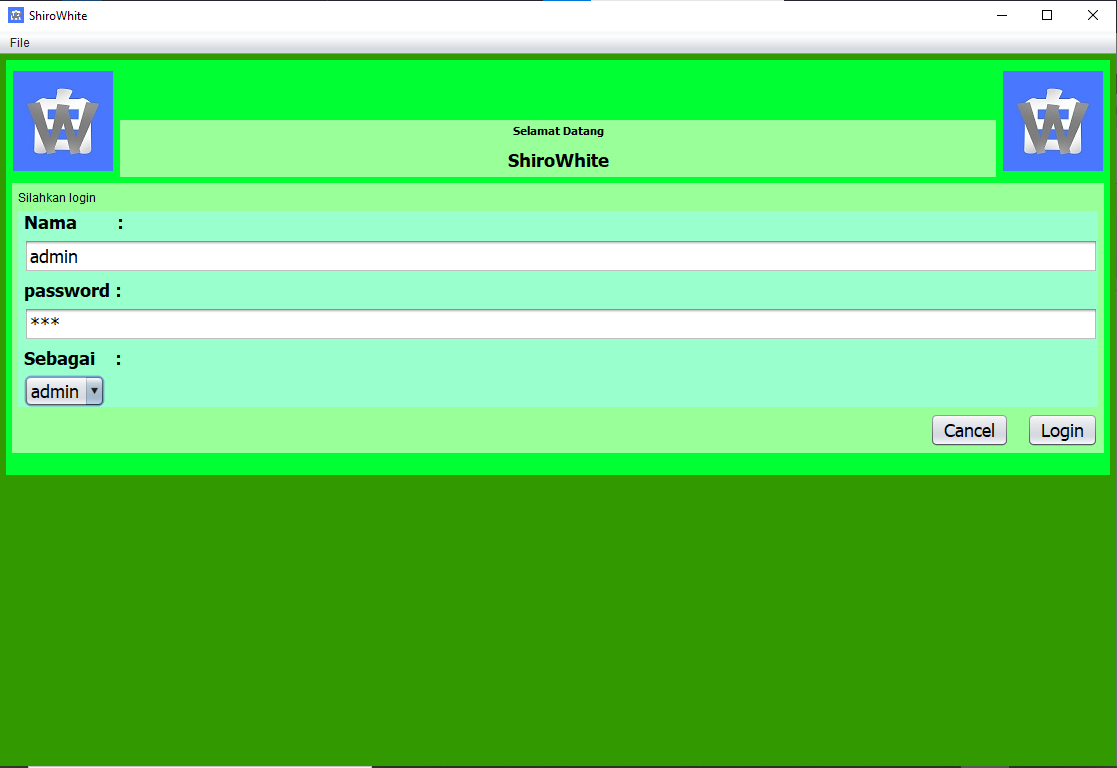 ShiroWhite
File
Selamat Datang
ShiroWhite
Silahkan login
Nama :
admin
password :
***
Sebagai :
admin
Cancel Login